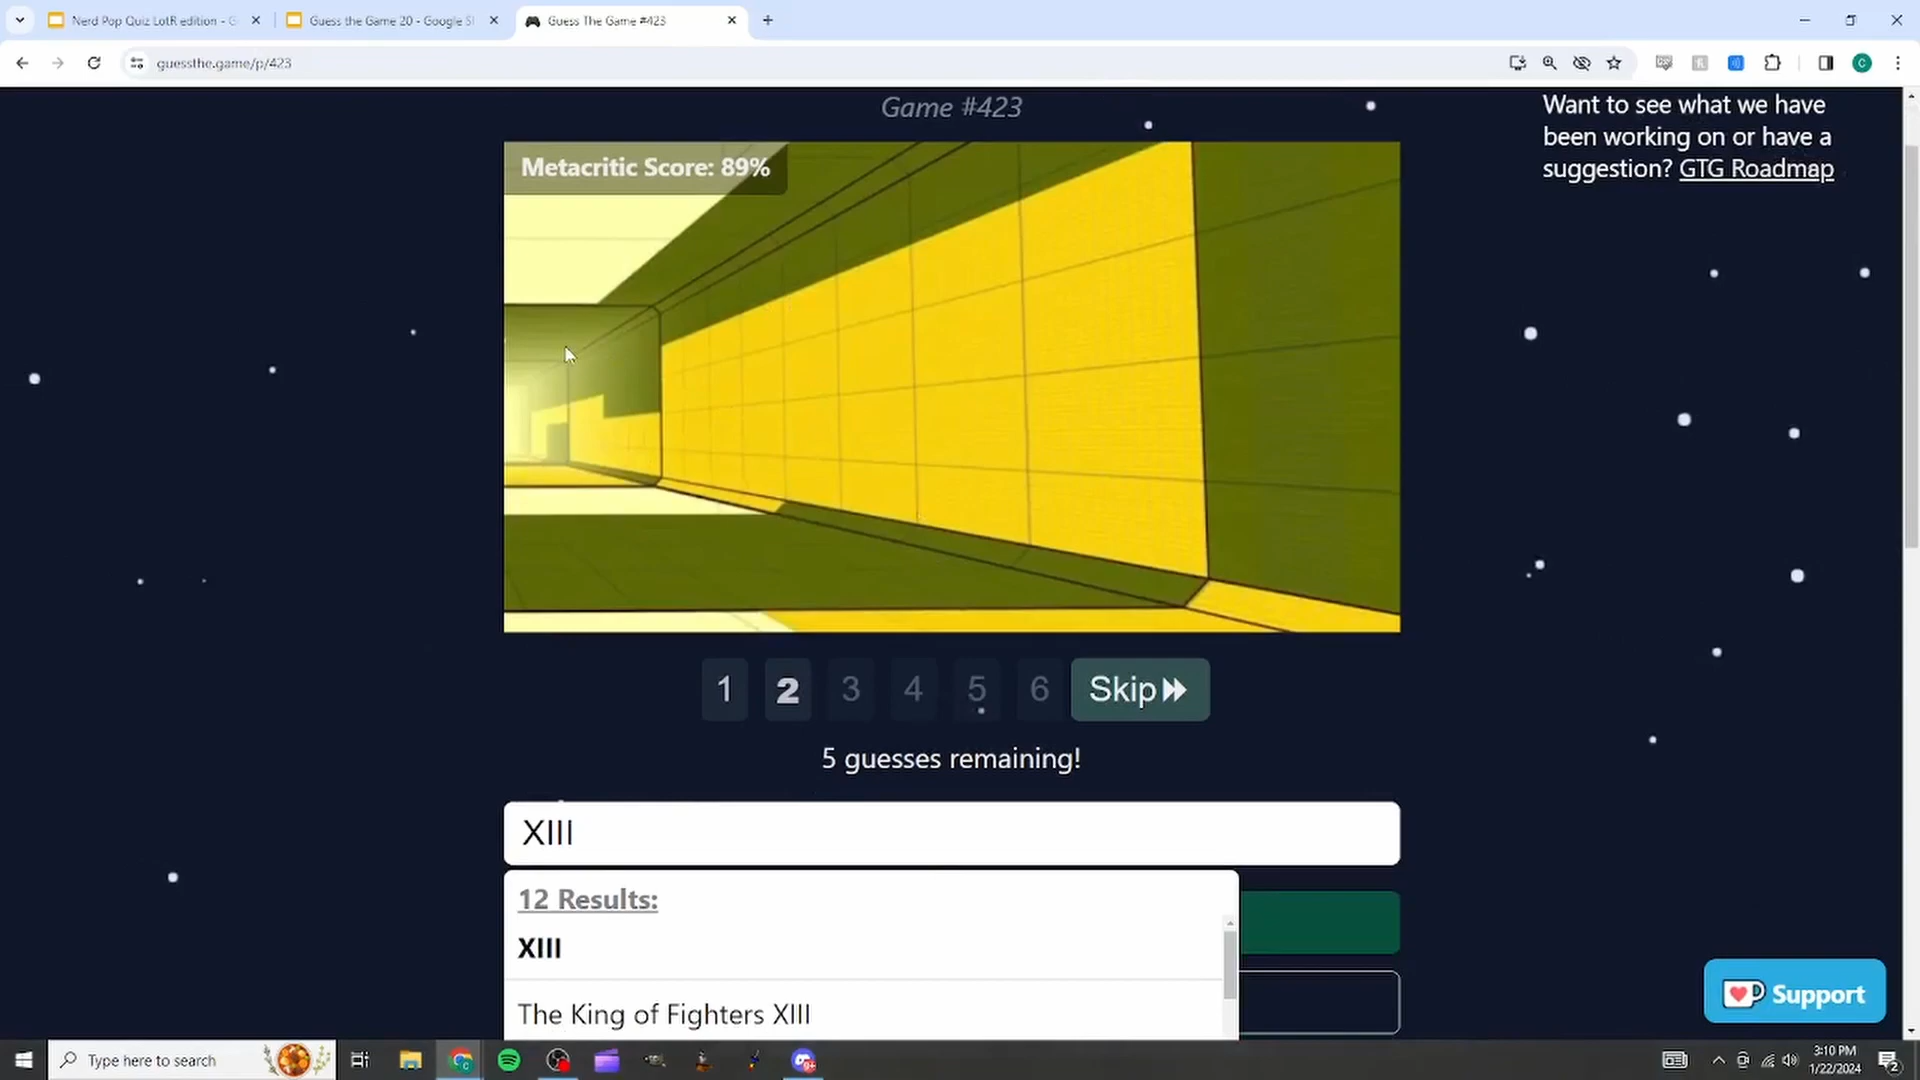 Nerd Pop Quiz LotR edition - G
Guess the Game 20 - Google Sl
Guess The Game #423
guessthe.game/p/423
C
Game #423
Want to see what we have
been working on or have a
suggestion? GTG Roadmap
Metacritic Score: 89%
1 2 3 4 5 6 Skip
5 guesses remaining!
XIII
12 Results:
XIII
The King of Fighters XIII
Support
Type here to search
3:10 PM
1/22/2024
2